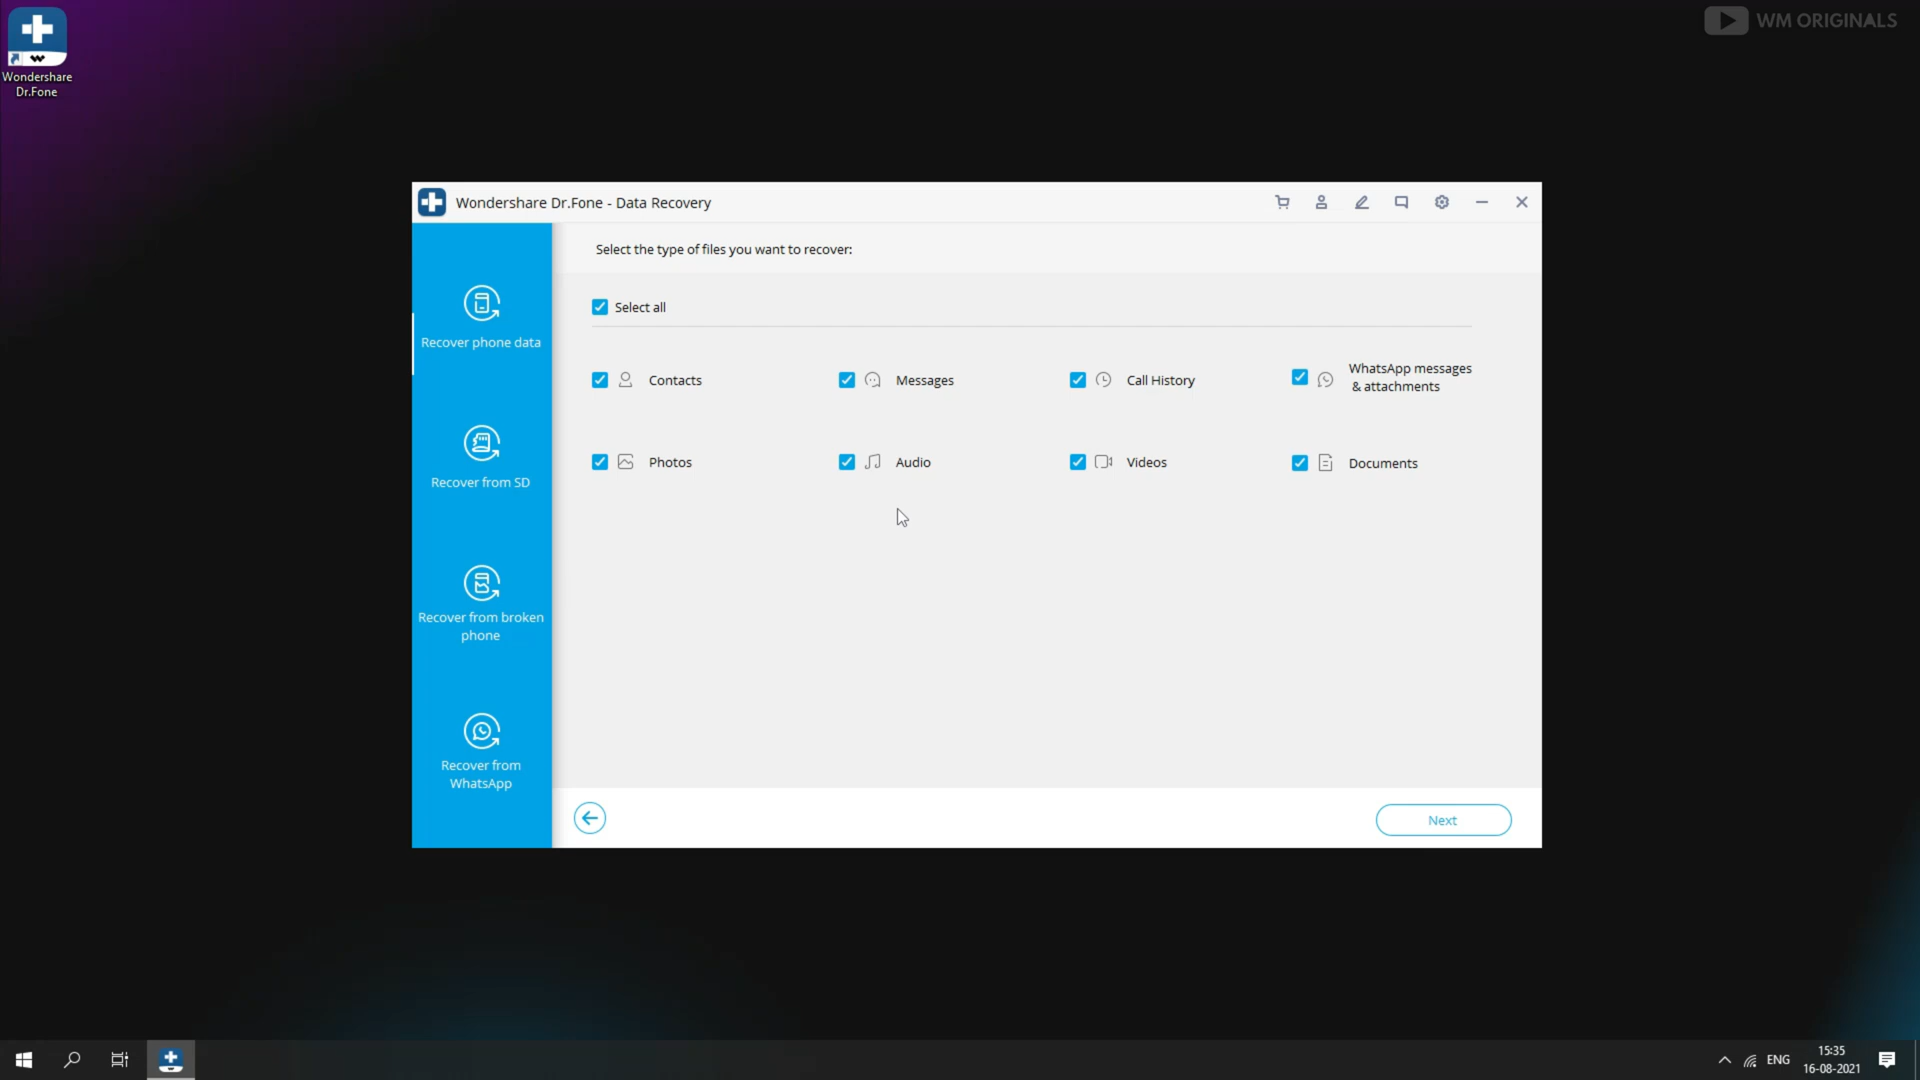 Wondershare
Dr.Fone
WM ORIGINALS
Wondershare Dr.Fone - Data Recovery
Select the type of files you want to recover:
Select all
Recover phone data
Contacts
Messages
Call History
WhatsApp messages
& attachments
Recover from SD
Photos
Audio
Videos
Documents
Recover from broken
phone
Recover from
WhatsApp
Next
ENG
15:35
16-08-2021